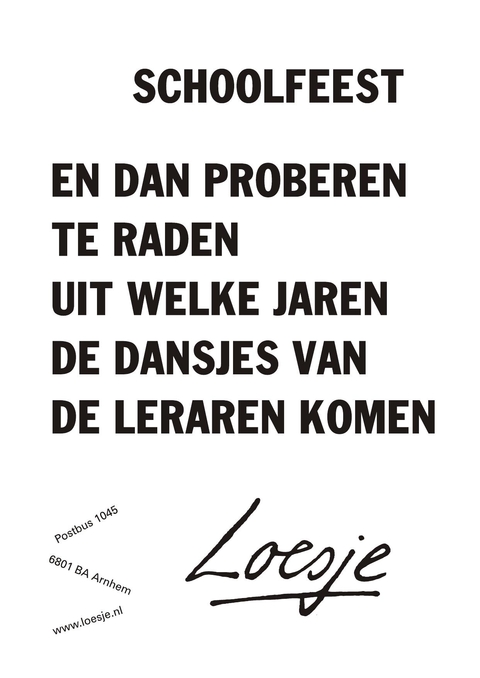 SCHOOLFEEST
EN DAN PROBEREN
TE RADEN
UIT WELKE JAREN
DE DANSJES VAN
DE LERAREN KOMEN
Postbus 1045
6801 BA Arnhem
www.loesje.nl
Loesje